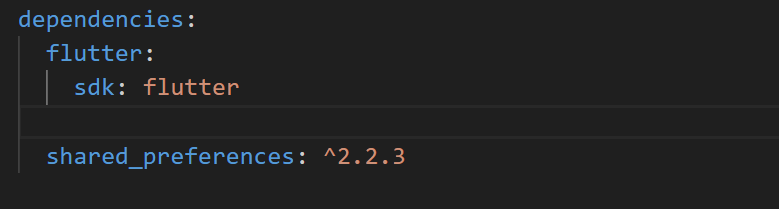 dependencies:
flutter:
sdk: flutter
shared_preferences: ^2.2.3